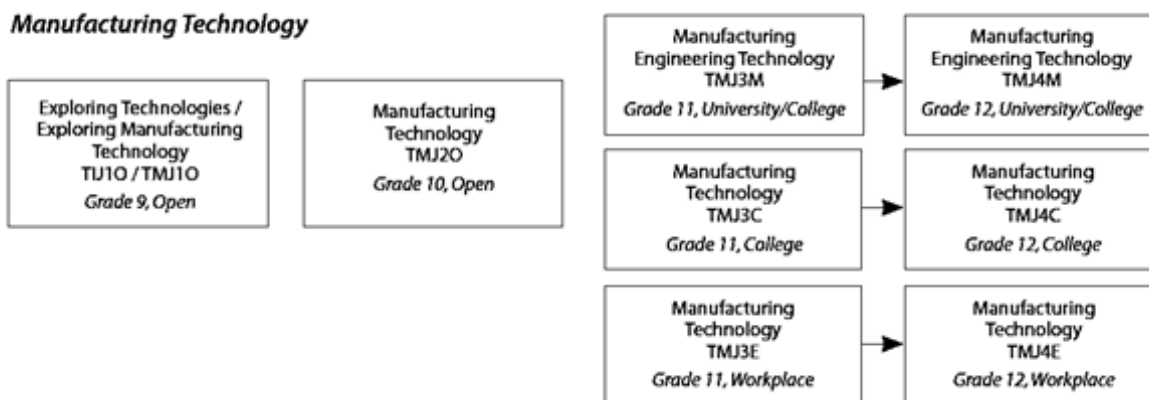 Manufacturing Technology
Exploring Technologies /
Exploring Manufacturing
Technology
TIJ1O / TMJ1O
Grade 9, Open
Manufacturing
Technology
TMJ2O
Grade 10, Open
Manufacturing
Engineering Technology
TMJ3M
Grade 11, University/College
Manufacturing
Engineering Technology
TMJ4M
Grade 12, University/College
Manufacturing
Technology
TMJ3C
Grade 11, College
Manufacturing
Technology
TMJ4C
Grade 12, College
Manufacturing
Technology
TMJ3E
Grade 11, Workplace
Manufacturing
Technology
TMJ4E
Grade 12, Workplace